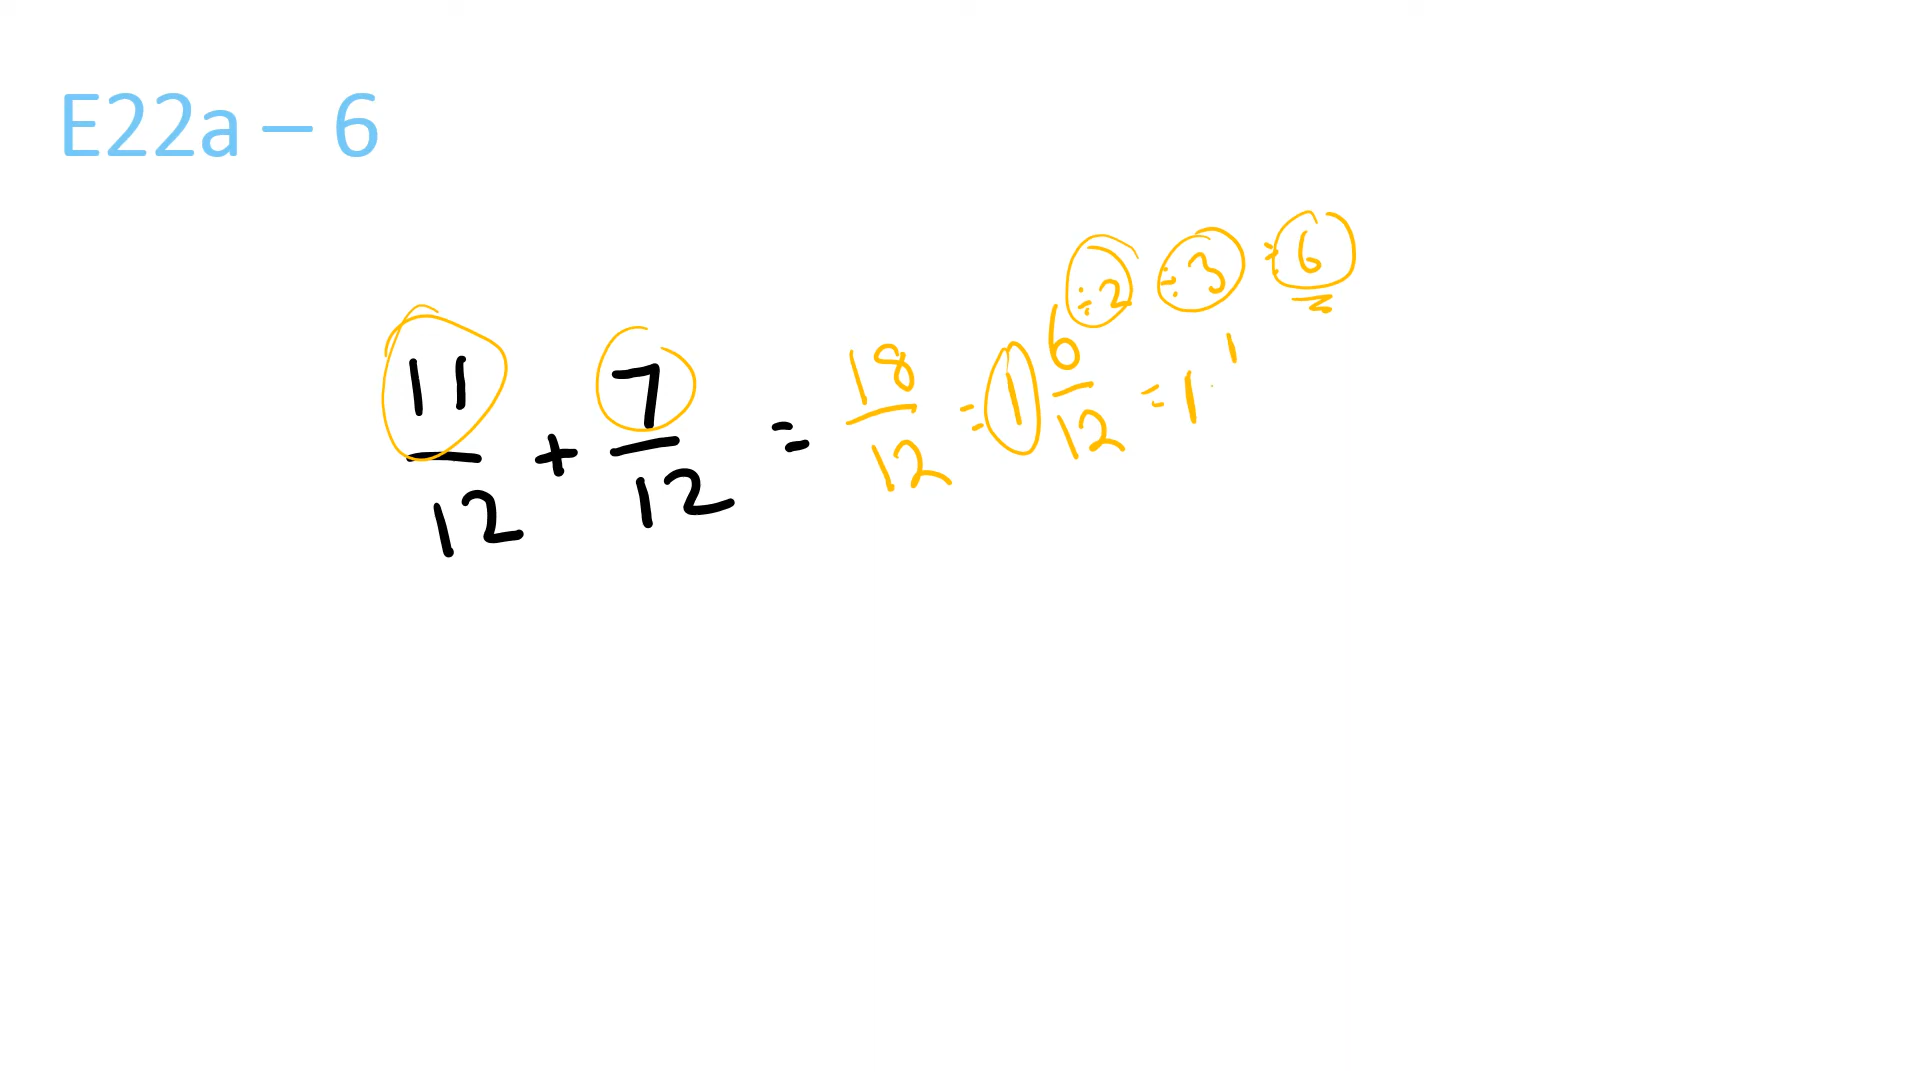 E22a – 6
÷2 ÷3 ÷6
11/12 + 7/12 = 18/12 = 1 6/12 = 1 1